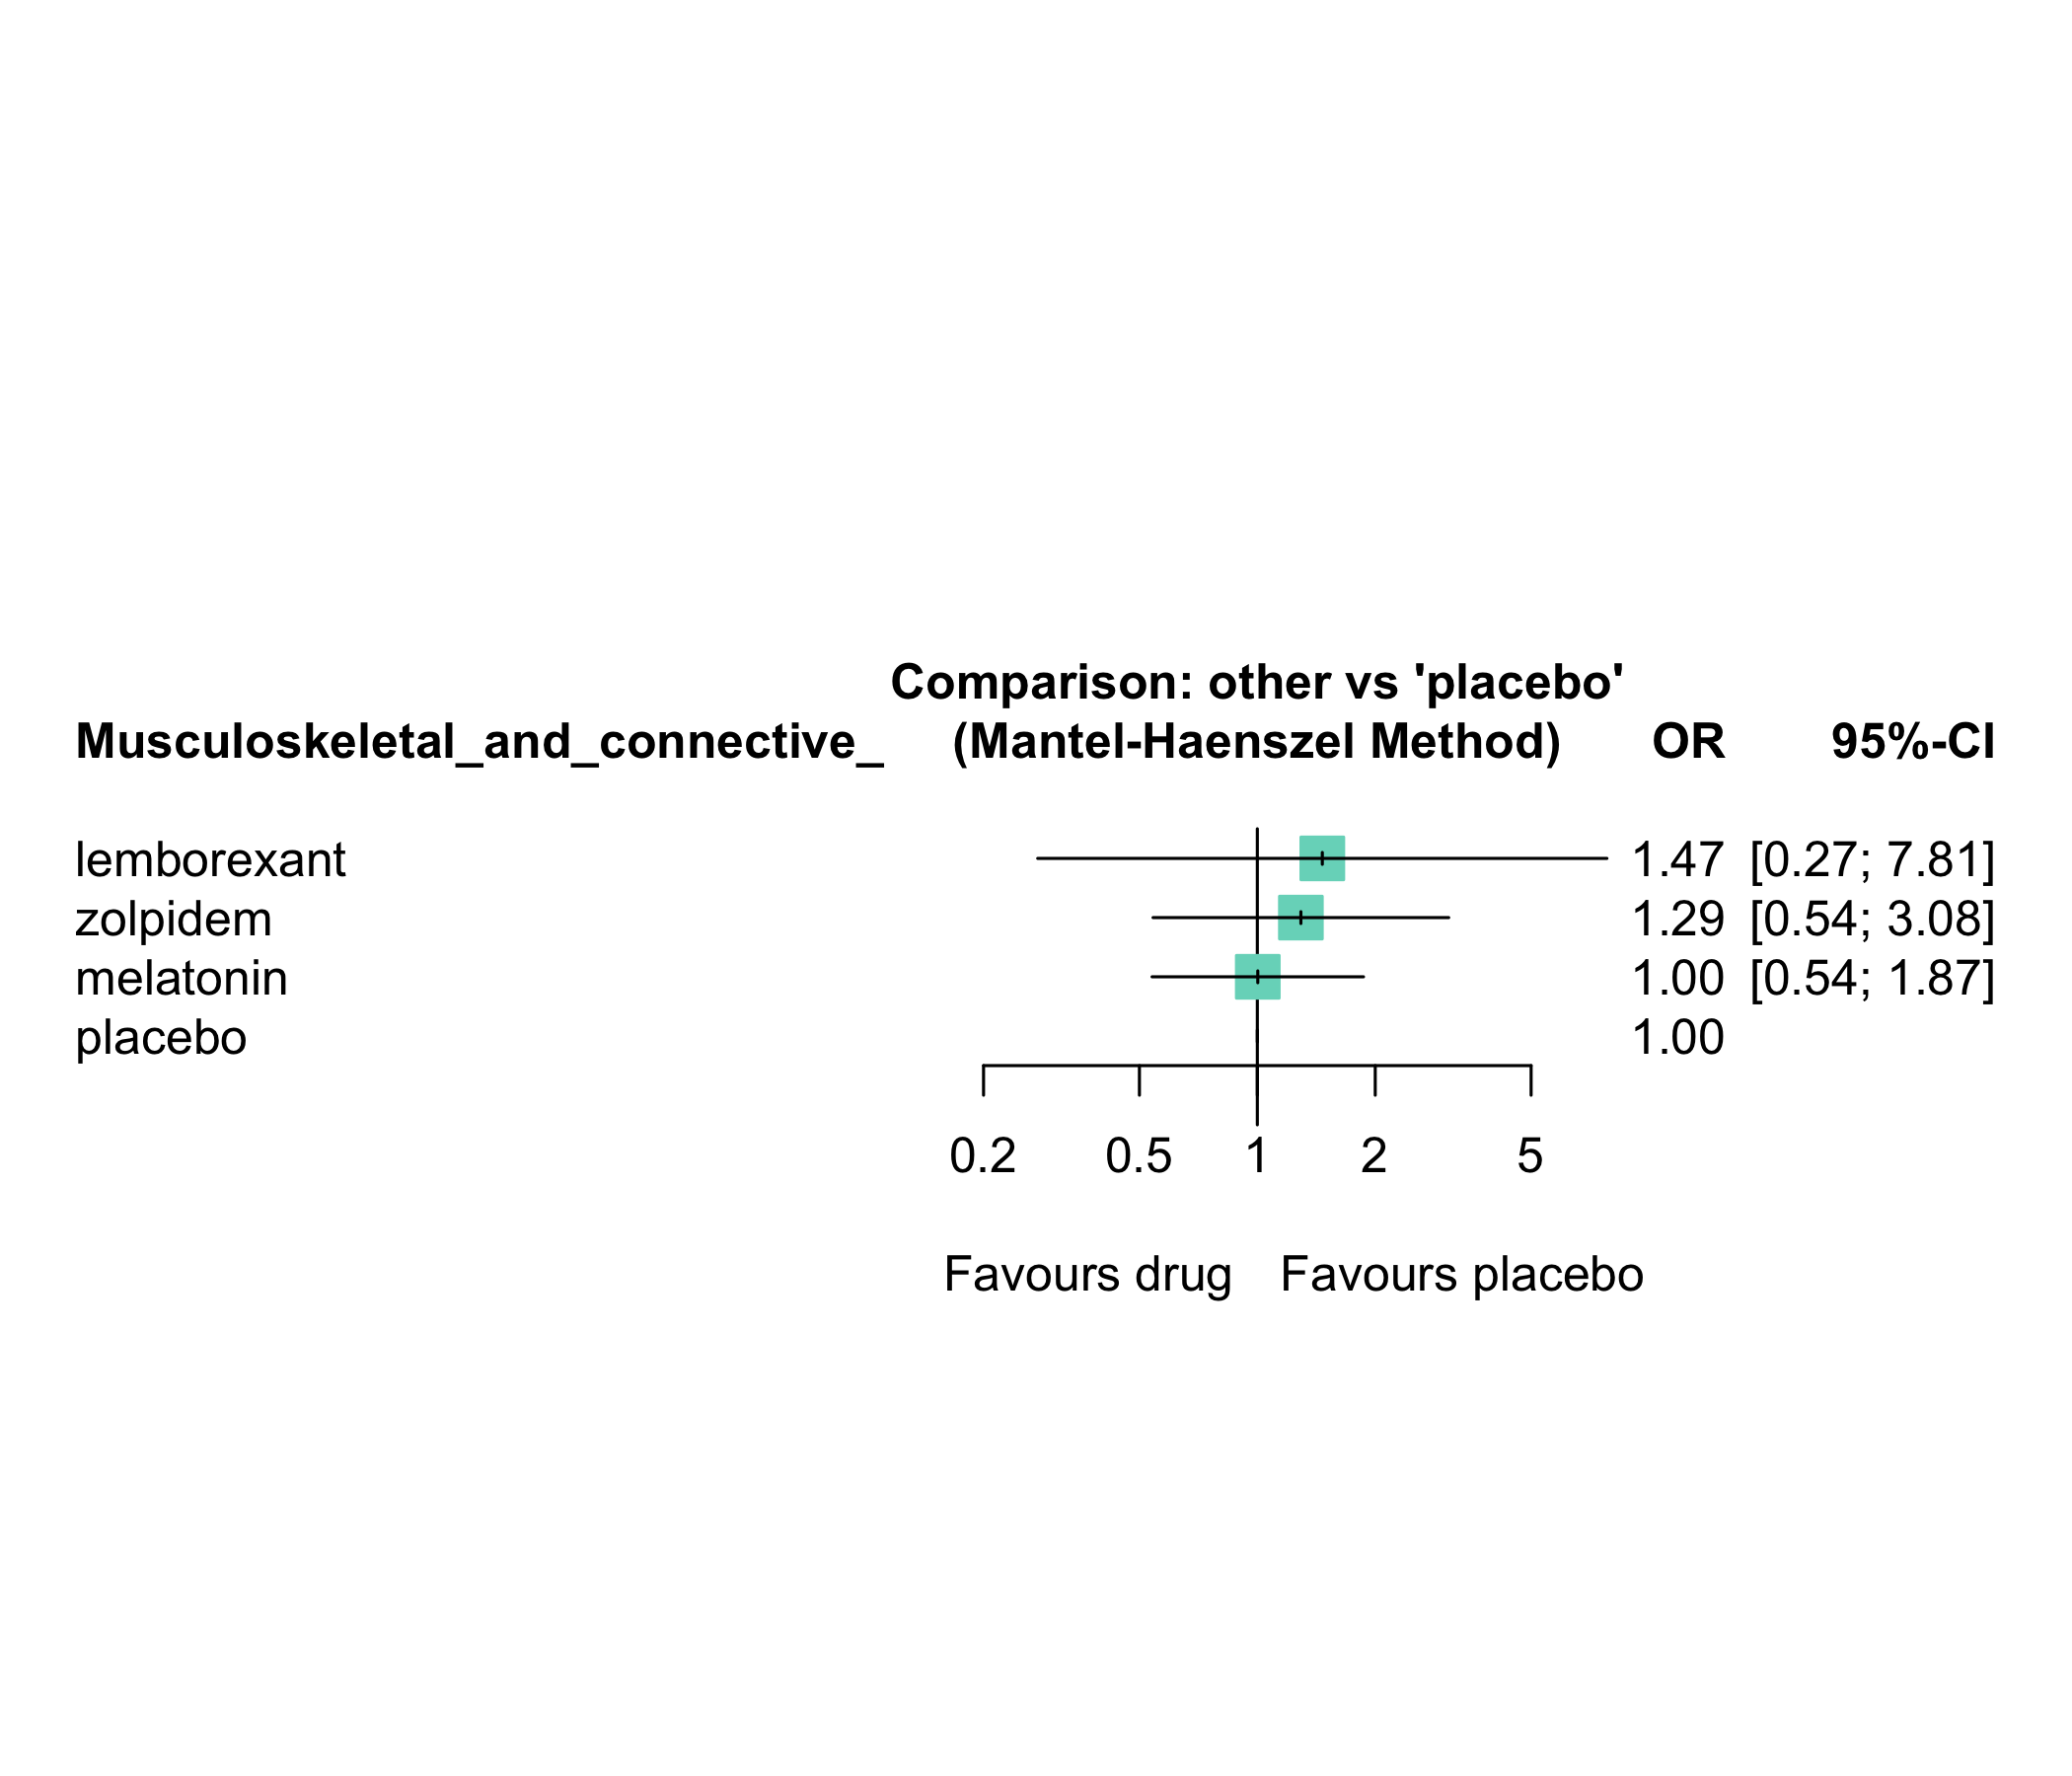 Comparison: other vs 'placebo'
Musculoskeletal_and_connective_ (Mantel-Haenszel Method) OR 95%-CI
lemborexant 1.47 [0.27; 7.81]
zolpidem 1.29 [0.54; 3.08]
melatonin 1.00 [0.54; 1.87]
placebo 1.00
0.2 0.5 1 2 5
Favours drug Favours placebo